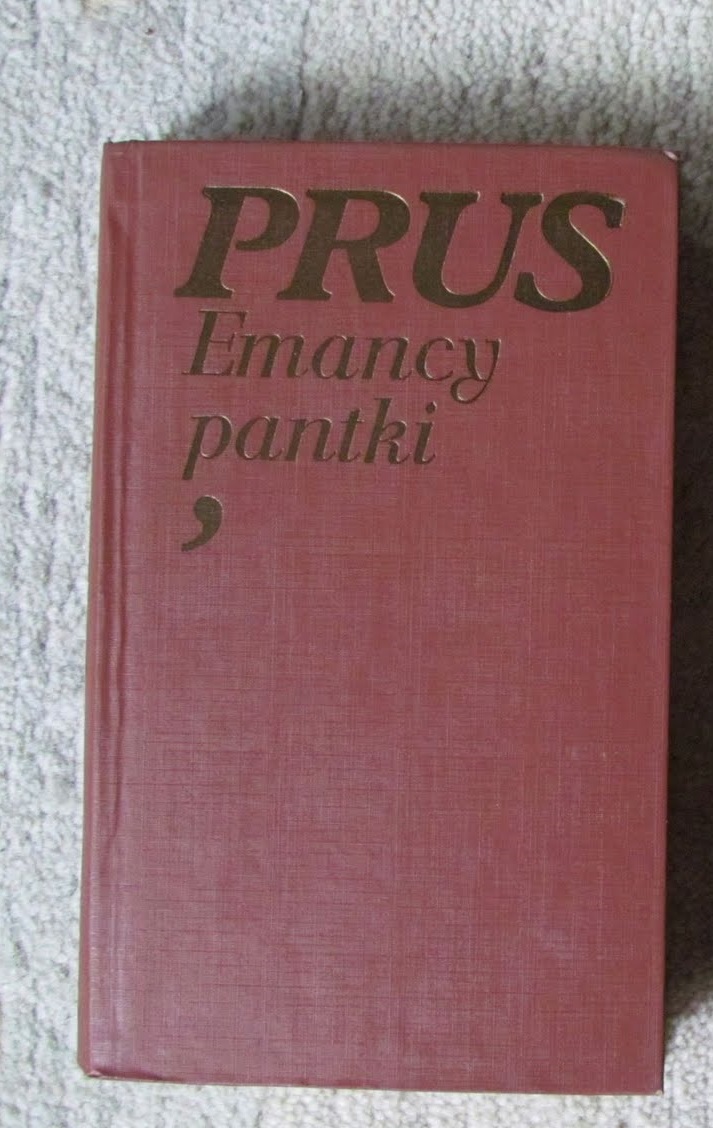 PRUS
Emancy
pantki
,